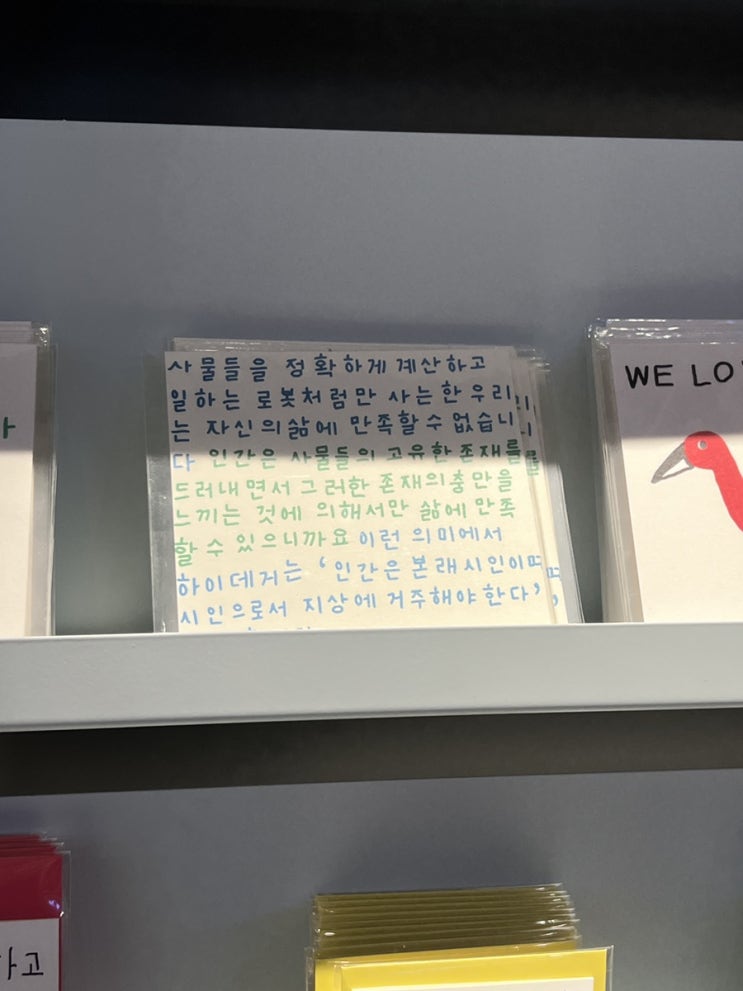 사물들을 정확하게 계산하고
일하는 로봇처럼만 사는한 우리
는 자신의삶에 만족할수 없습니
다 인간은 사물들의 고유한 존재를
드러내면서 그러한 존재의충만을
느끼는 것에 의해서만 삶에 만족
할 수 있으니까요 이런 의미에서
하이데거는 ‘인간은 본래시인이며
시인으로서 지상에 거주해야 한다’
WE LO